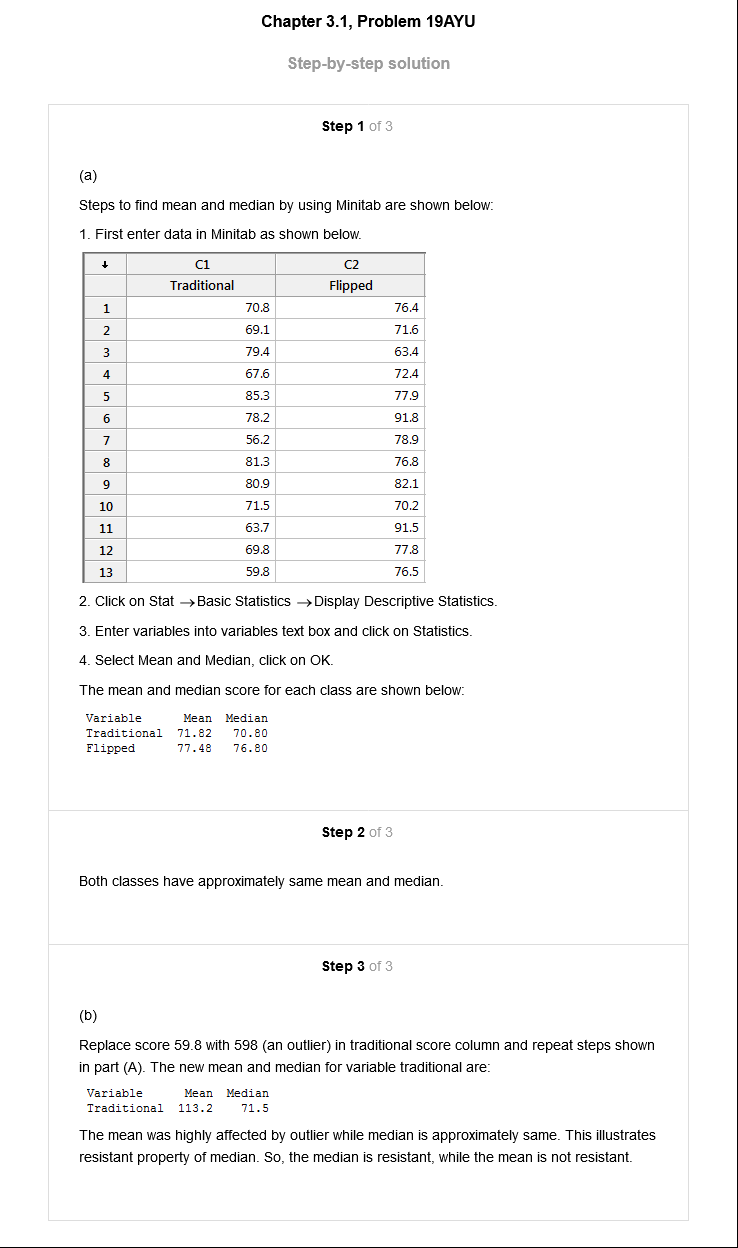 Chapter 3.1, Problem 19AYU
Step-by-step solution
Step 1 of 3
(a)
Steps to find mean and median by using Minitab are shown below:
1. First enter data in Minitab as shown below.
↓ C1 C2
Traditional Flipped
1 70.8 76.4
2 69.1 71.6
3 79.4 63.4
4 67.6 72.4
5 85.3 77.9
6 78.2 91.8
7 56.2 78.9
8 81.3 76.8
9 80.9 82.1
10 71.5 70.2
11 63.7 91.5
12 69.8 77.8
13 59.8 76.5
2. Click on Stat →Basic Statistics →Display Descriptive Statistics.
3. Enter variables into variables text box and click on Statistics.
4. Select Mean and Median, click on OK.
The mean and median score for each class are shown below:
Variable Mean Median
Traditional 71.82 70.80
Flipped 77.48 76.80
Step 2 of 3
Both classes have approximately same mean and median.
Step 3 of 3
(b)
Replace score 59.8 with 598 (an outlier) in traditional score column and repeat steps shown
in part (A). The new mean and median for variable traditional are:
Variable Mean Median
Traditional 113.2 71.5
The mean was highly affected by outlier while median is approximately same. This illustrates
resistant property of median. So, the median is resistant, while the mean is not resistant.